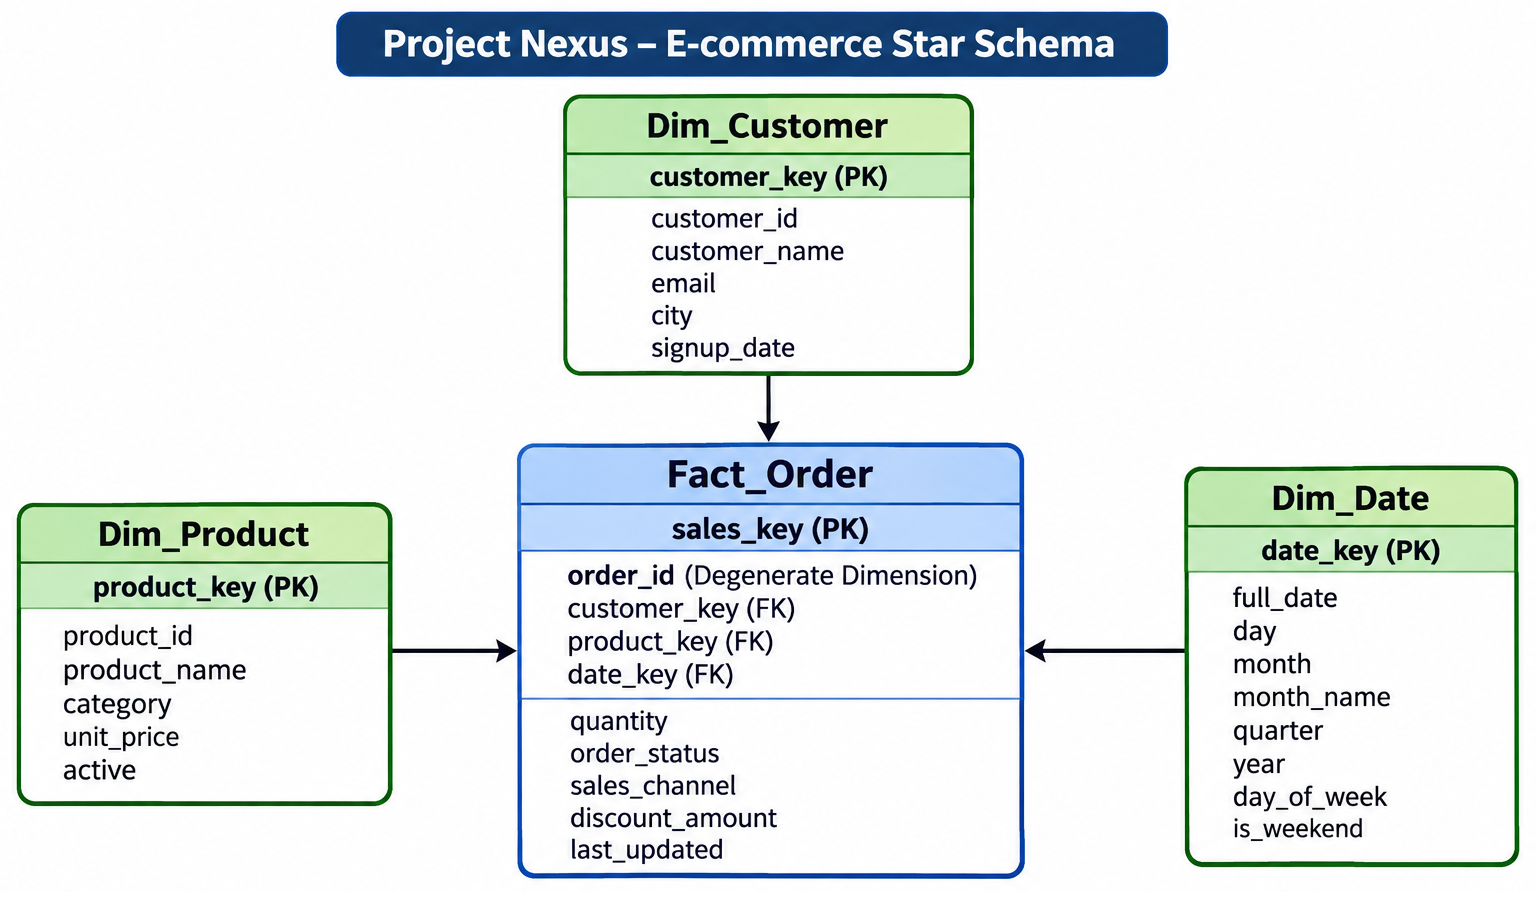 Project Nexus – E-commerce Star Schema
Dim_Customer
customer_key (PK)
customer_id
customer_name
email
city
signup_date
Dim_Product
product_key (PK)
product_id
product_name
category
unit_price
active
Fact_Order
sales_key (PK)
order_id (Degenerate Dimension)
customer_key (FK)
product_key (FK)
date_key (FK)
quantity
order_status
sales_channel
discount_amount
last_updated
Dim_Date
date_key (PK)
full_date
day
month
month_name
quarter
year
day_of_week
is_weekend